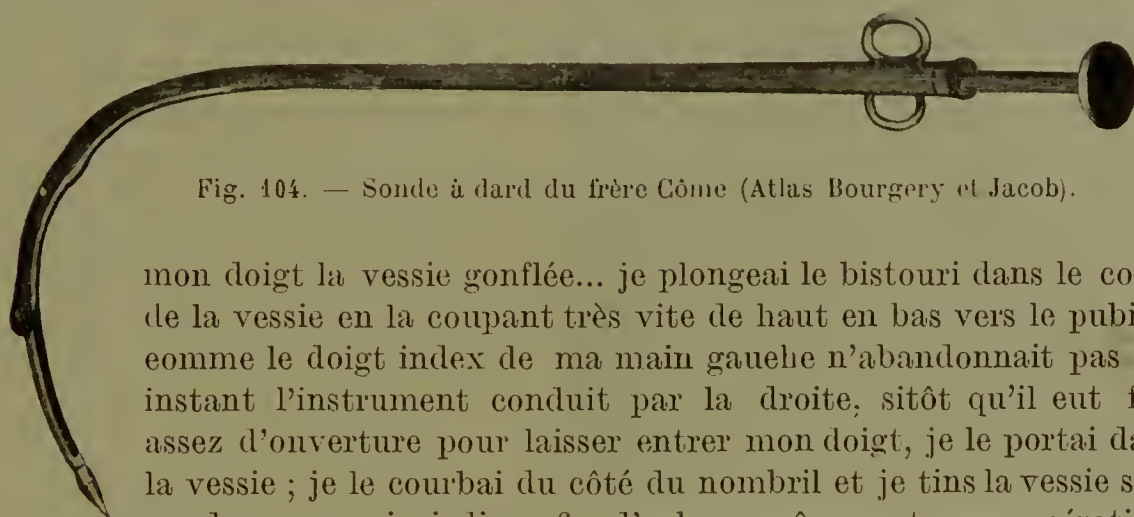 Fig. 104. — Sonde à dard du frère Côme (Atlas Bourgery et Jacob).
mon doigt la vessie gonflée... je plongeai le bistouri dans le co
de la vessie en la coupant très vite de haut en bas vers le pubi
comme le doigt index de ma main gauche n'abandonnait pas
instant l'instrument conduit par la droite, sitôt qu'il eut f
assez d'ouverture pour laisser entrer mon doigt, je le portai da
la vessie ; je le courbai du côté du nombril et je tins la vessie s